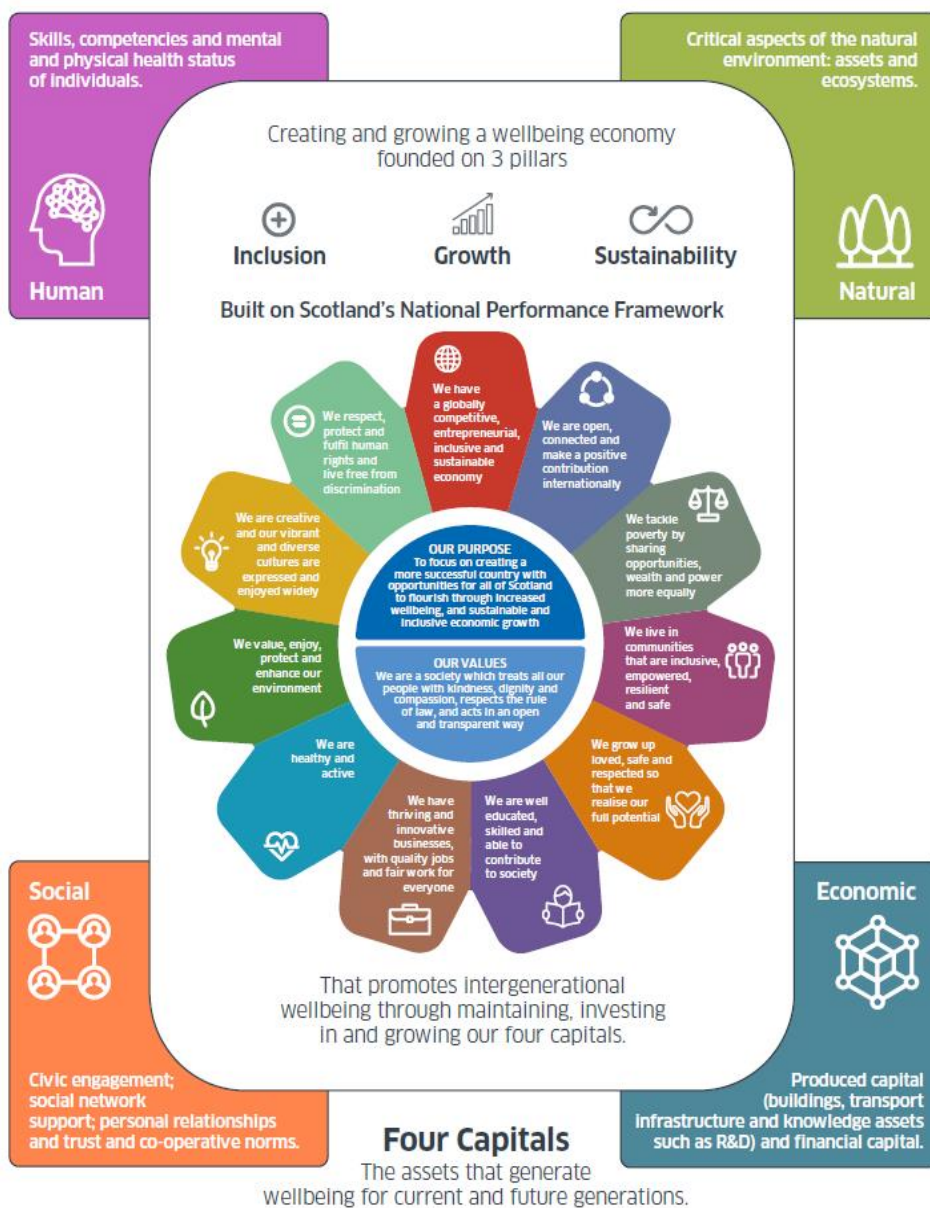 Skills, competencies and mental
and physical health status
of individuals.
Human
Critical aspects of the natural
environment: assets and
ecosystems.
Natural
Creating and growing a wellbeing economy
founded on 3 pillars
Inclusion
Growth
Sustainability
Built on Scotland's National Performance Framework
We have
a globally
competitive,
entrepreneurial,
inclusive and
sustainable
economy
We are open,
connected and
make a positive
contribution
internationally
We tackle
poverty by
sharing
opportunities,
wealth and power
more equally
We live in
communities
that are inclusive,
empowered,
resilient
and safe
We grow up
loved, safe and
respected so
that we
realise our
full potential
We are well
educated,
skilled and
able to
contribute
to society
We have
thriving and
innovative
businesses,
with quality jobs
and fair work for
everyone
We are
healthy and
active
We value, enjoy,
protect and
enhance our
environment
We are creative
and our vibrant
and diverse
cultures are
expressed and
enjoyed widely
We respect,
protect and
fulfil human
rights and
live free from
discrimination
OUR PURPOSE
To focus on creating a
more successful country with
opportunities for all of Scotland
to flourish through increased
wellbeing, and sustainable and
inclusive economic growth
OUR VALUES
We are a society which treats all our
people with kindness, dignity and
compassion, respects the rule
of law, and acts in an open
and transparent way
That promotes intergenerational
wellbeing through maintaining, investing
in and growing our four capitals.
Social
Civic engagement;
social network
support; personal relationships
and trust and co-operative norms.
Economic
Produced capital
(buildings, transport
infrastructure and knowledge assets
such as R&D) and financial capital.
Four Capitals
The assets that generate
wellbeing for current and future generations.